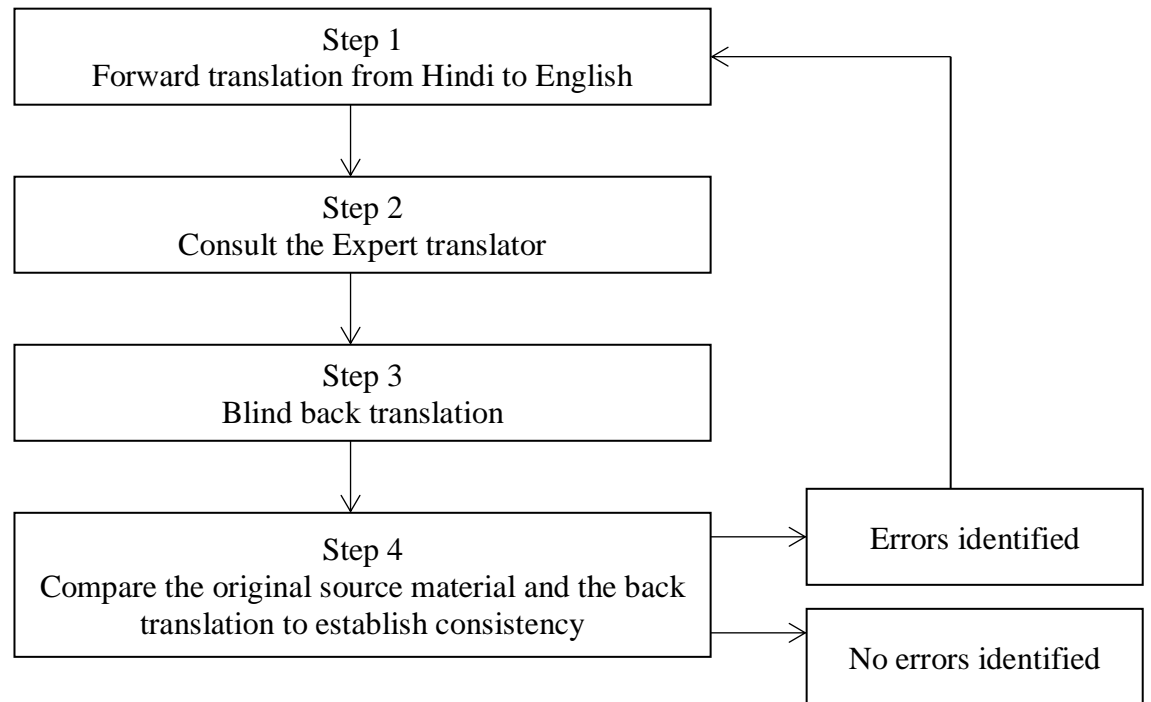 Step 1
Forward translation from Hindi to English
Step 2
Consult the Expert translator
Step 3
Blind back translation
Step 4
Compare the original source material and the back
translation to establish consistency
Errors identified
No errors identified